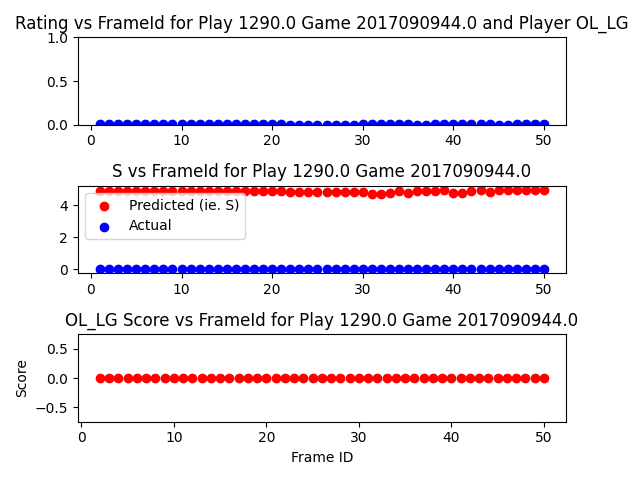 Rating vs FrameId for Play 1290.0 Game 2017090944.0 and Player OL_LG
1.0
0.5
0.0
0 10 20 30 40 50
S vs FrameId for Play 1290.0 Game 2017090944.0
4
2
0
Predicted (ie. S)
Actual
0 10 20 30 40 50
OL_LG Score vs FrameId for Play 1290.0 Game 2017090944.0
Score
0.5
0.0
−0.5
0 10 20 30 40 50
Frame ID